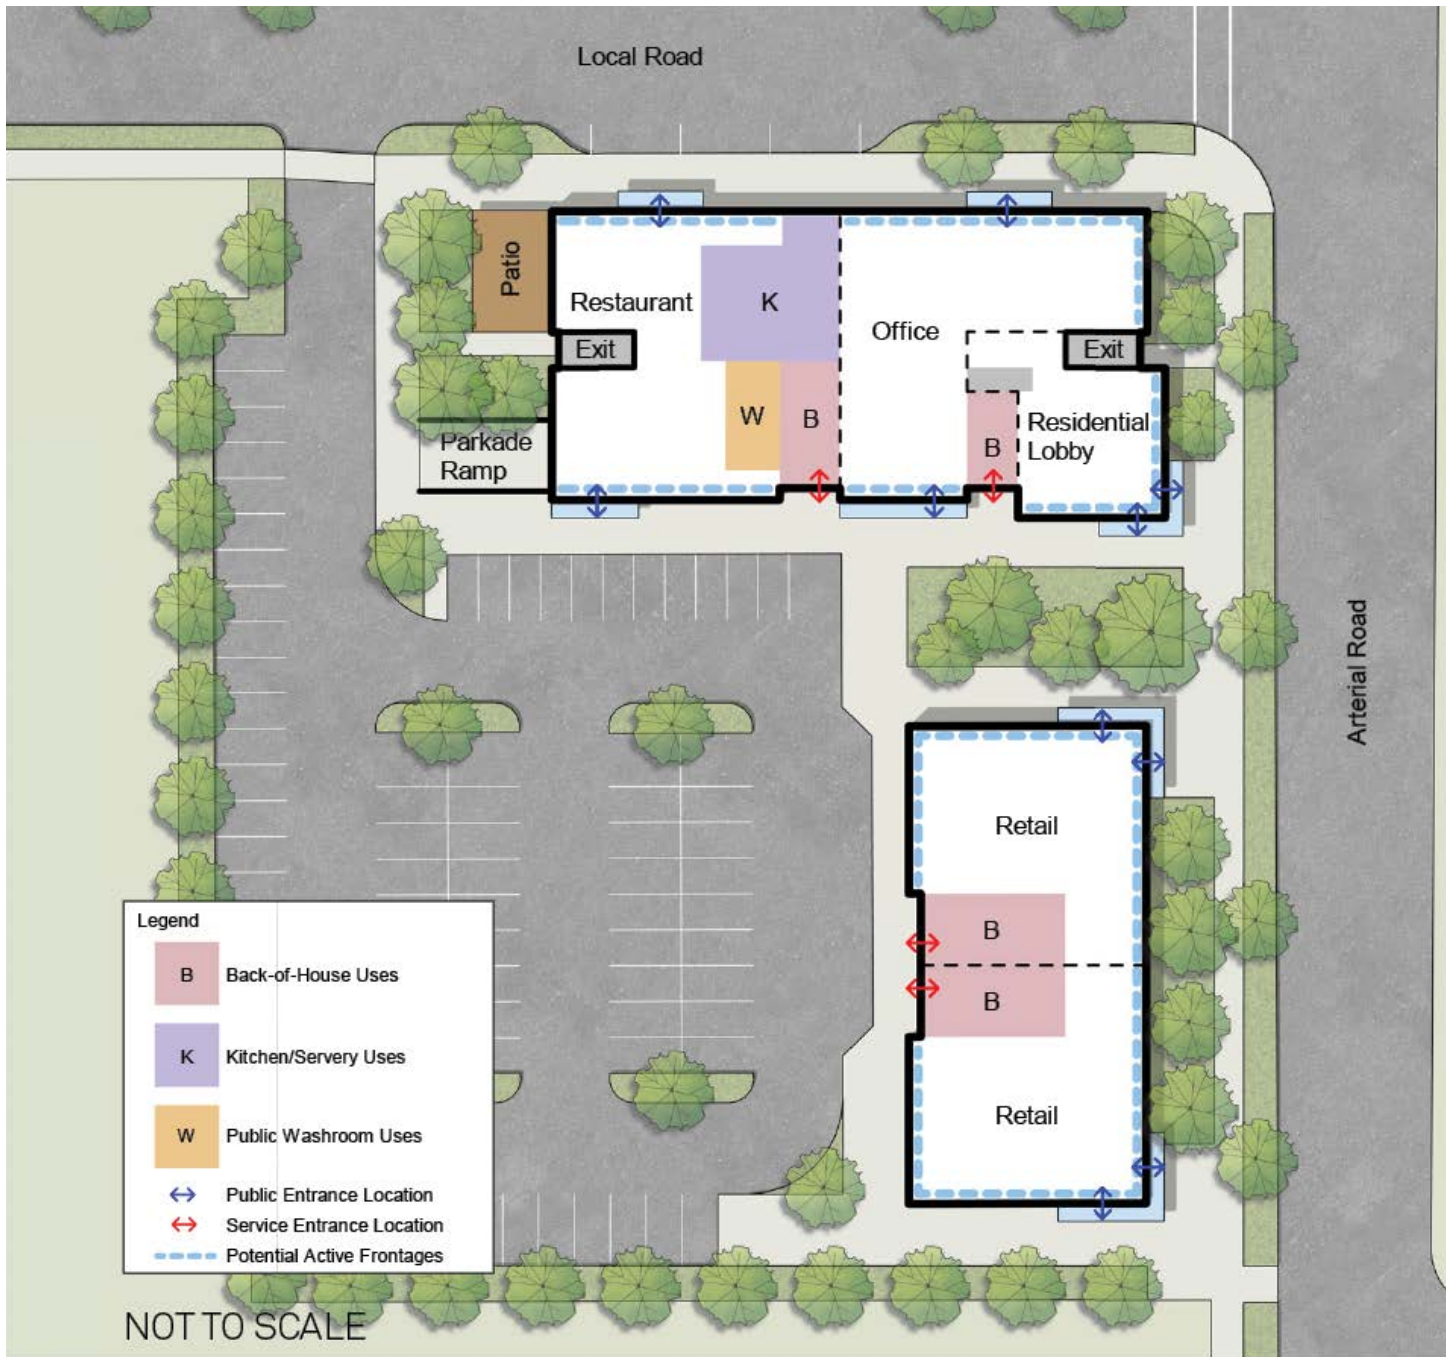 Local Road
Patio
Restaurant
K
Office
Exit
Exit
W
B
B
Residential
Lobby
Parkade
Ramp
Arterial Road
Retail
B
B
Retail
Legend
B Back-of-House Uses
K Kitchen/Servery Uses
W Public Washroom Uses
Public Entrance Location
Service Entrance Location
Potential Active Frontages
NOT TO SCALE